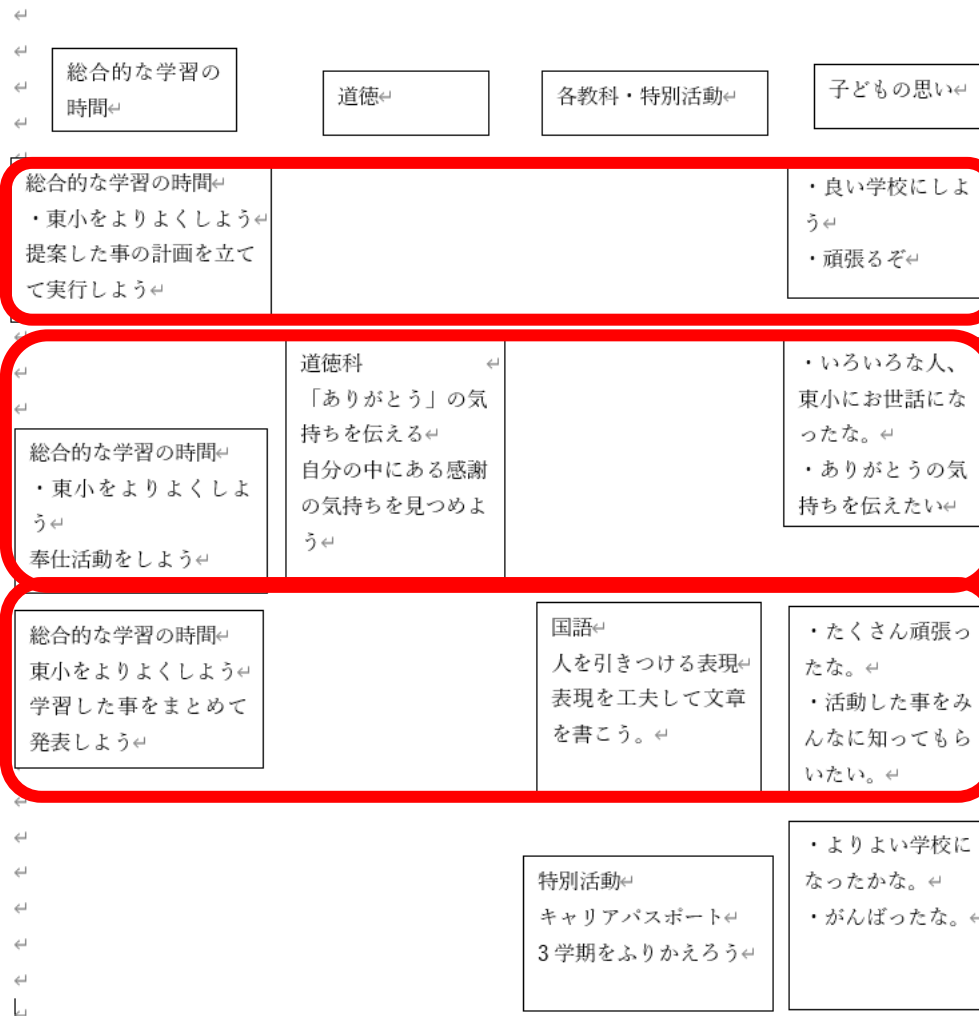 総合的な学習の
時間
道徳
各教科・特別活動
子どもの思い
総合的な学習の時間
・東小をよりよくしよう
提案した事の計画を立て
て実行しよう
・良い学校にしよ
う
・頑張るぞ
総合的な学習の時間
・東小をよりよくしよ
う
奉仕活動をしよう
道徳科
「ありがとう」の気
持ちを伝える
自分の中にある感謝
の気持ちを見つめよ
う
・いろいろな人、
東小にお世話にな
ったな。
・ありがとうの気
持ちを伝えたい
総合的な学習の時間
東小をよりよくしよう
学習した事をまとめて
発表しよう
国語
人を引きつける表現
表現を工夫して文章
を書こう。
・たくさん頑張っ
たな。
・活動した事をみ
んなに知ってもら
いたい。
特別活動
キャリアパスポート
3学期をふりかえろう
・よりよい学校に
なったかな。
・がんばったな。